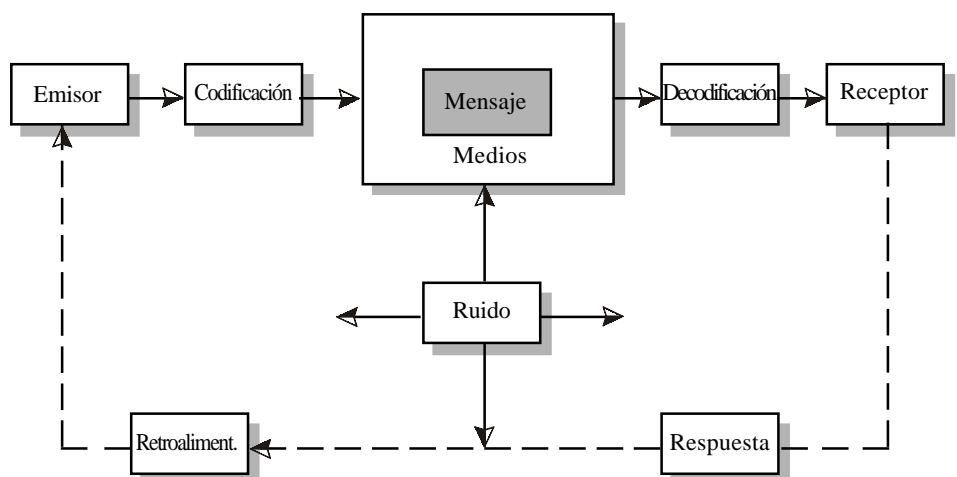 Emisor
Codificación
Mensaje
Medios
Decodificación
Receptor
Ruido
Retroaliment.
Respuesta